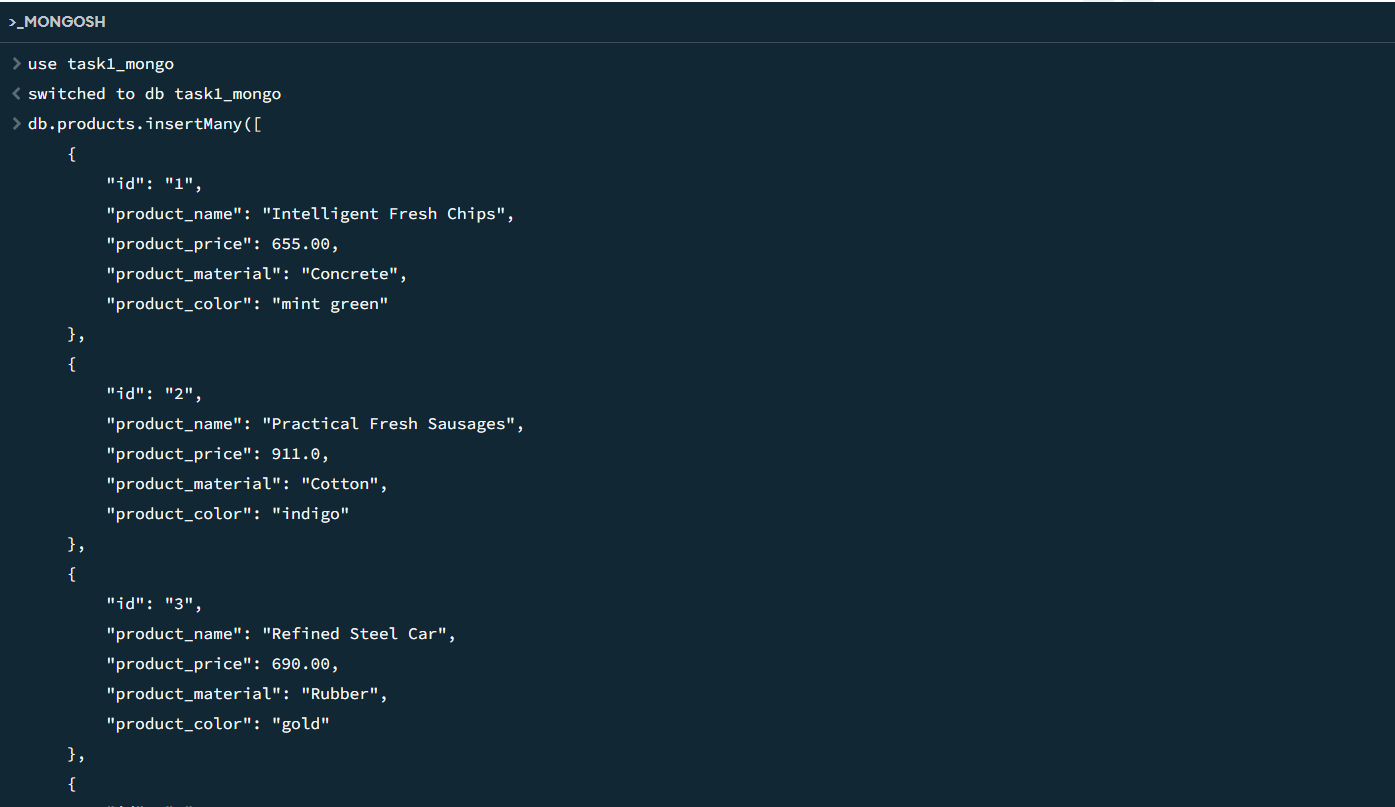 >_MONGOSH
> use task1_mongo
< switched to db task1_mongo
> db.products.insertMany([
{
"id": "1",
"product_name": "Intelligent Fresh Chips",
"product_price": 655.00,
"product_material": "Concrete",
"product_color": "mint green"
},
{
"id": "2",
"product_name": "Practical Fresh Sausages",
"product_price": 911.0,
"product_material": "Cotton",
"product_color": "indigo"
},
{
"id": "3",
"product_name": "Refined Steel Car",
"product_price": 690.00,
"product_material": "Rubber",
"product_color": "gold"
},
{